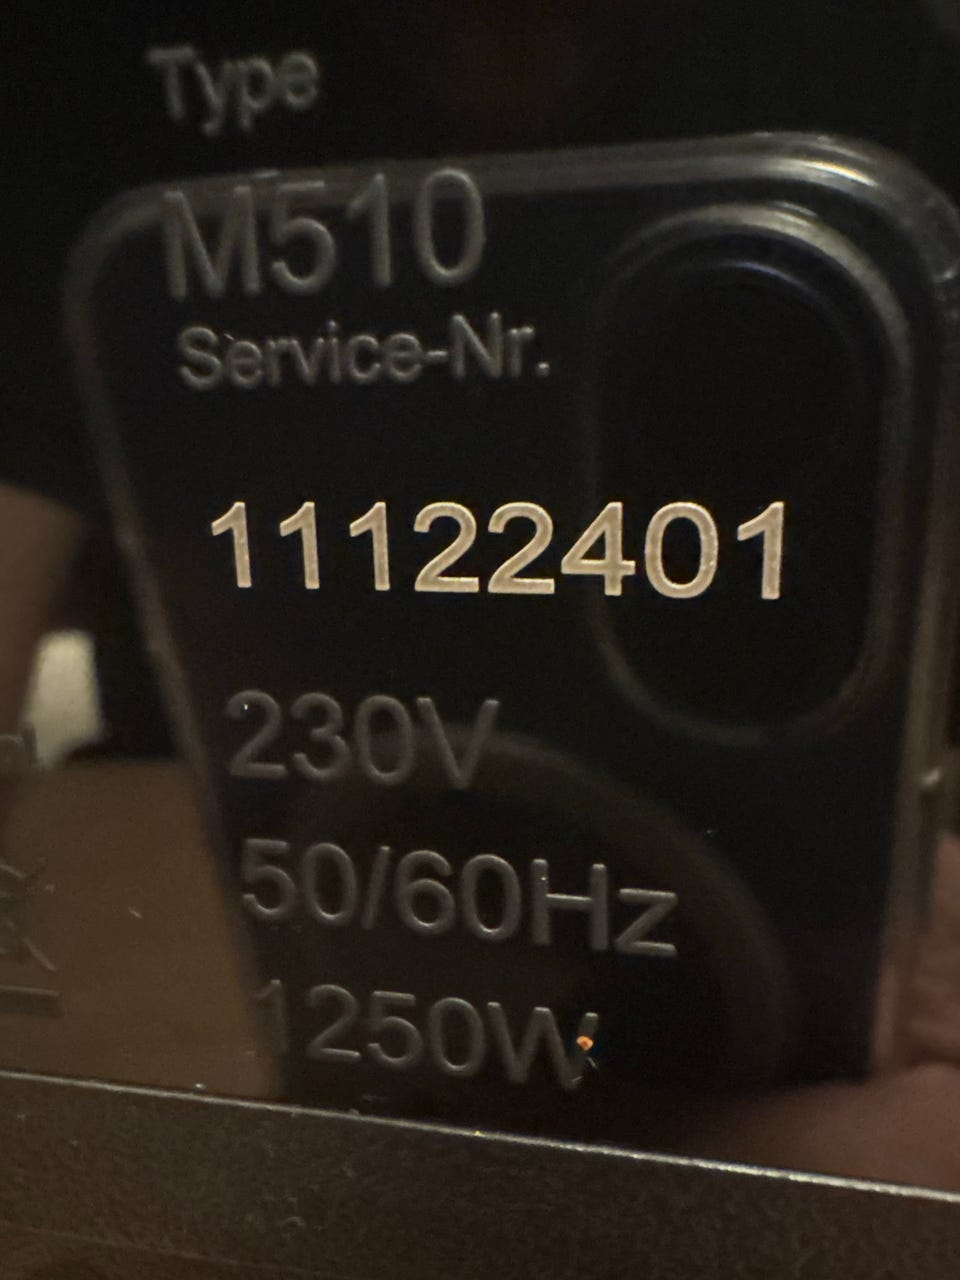 Type
M510
Service-Nr.
11122401
230V
50/60Hz
1250W